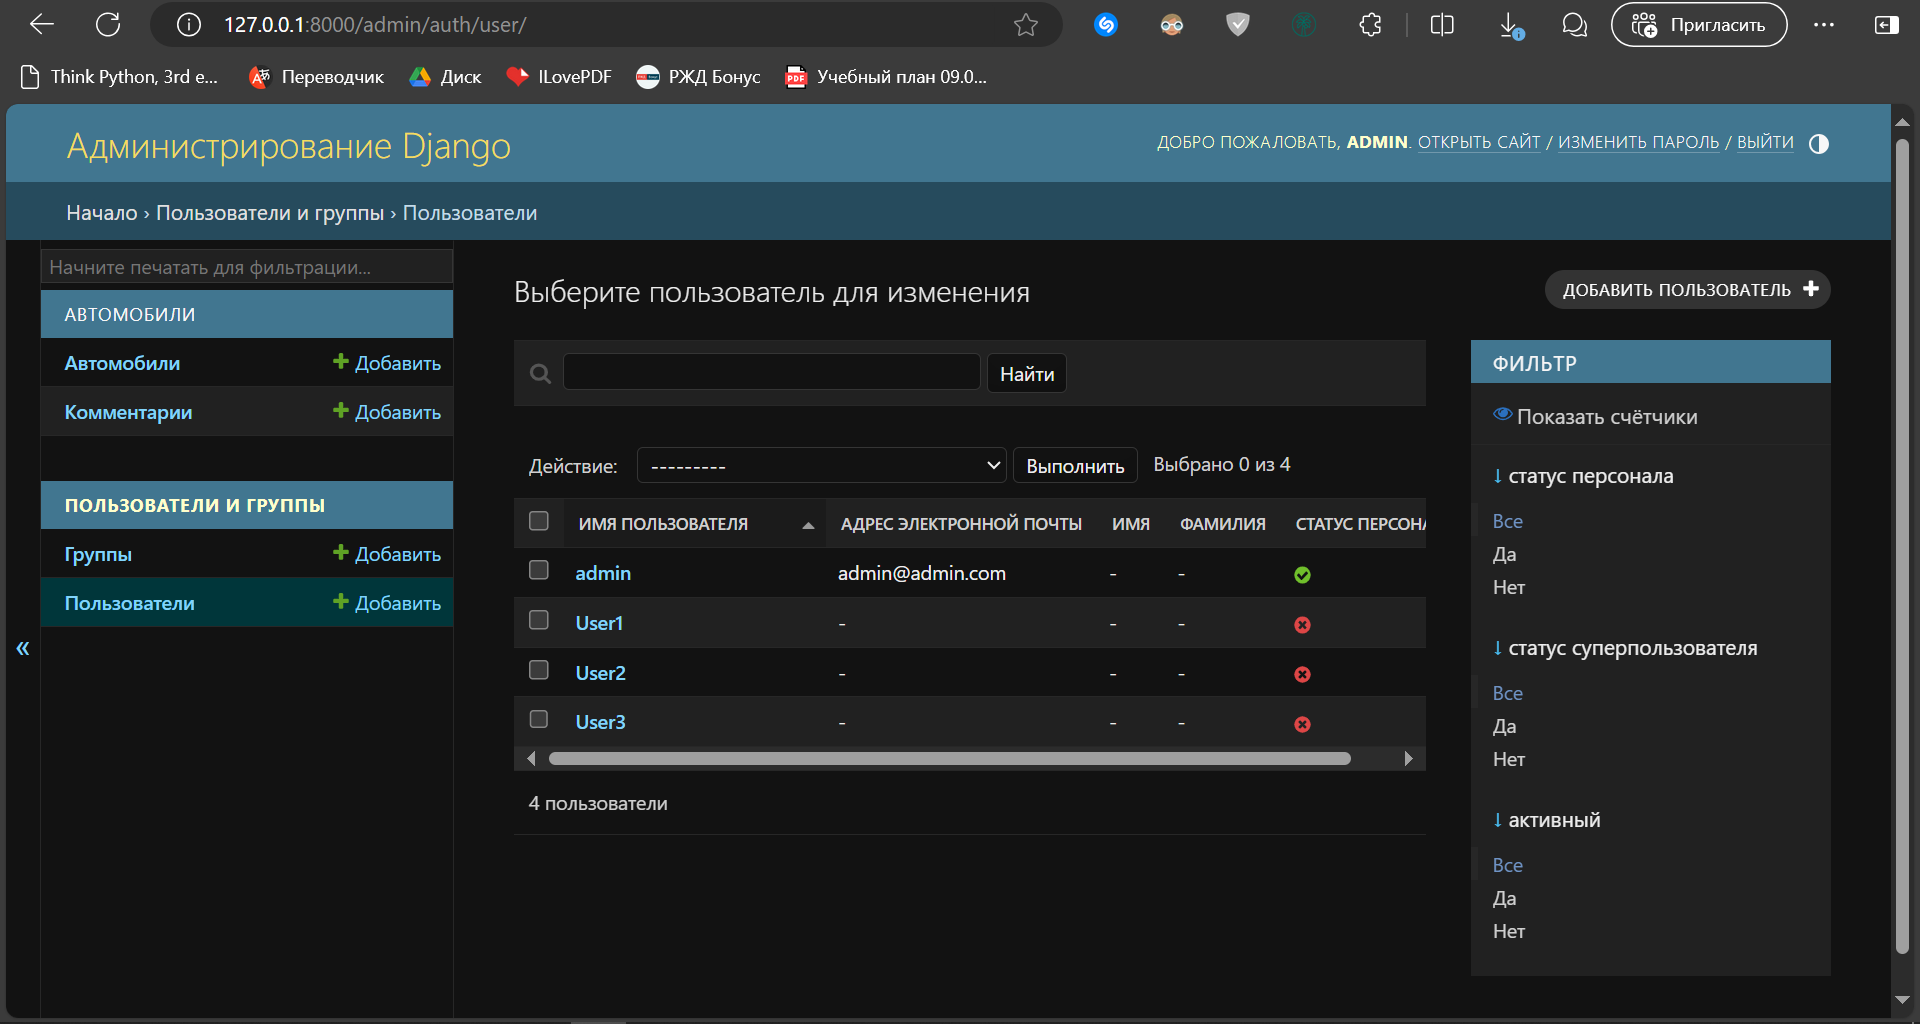 127.0.0.1:8000/admin/auth/user/
Пригласить
Think Python, 3rd e...
Переводчик
Диск
ILovePDF
РЖД Бонус
Учебный план 09.0...
Администрирование Django
ДОБРО ПОЖАЛОВАТЬ, ADMIN. ОТКРЫТЬ САЙТ / ИЗМЕНИТЬ ПАРОЛЬ / ВЫЙТИ
Начало › Пользователи и группы › Пользователи
Начните печатать для фильтрации...
АВТОМОБИЛИ
Автомобили + Добавить
Комментарии + Добавить
ПОЛЬЗОВАТЕЛИ И ГРУППЫ
Группы + Добавить
Пользователи + Добавить
«
Выберите пользователь для изменения
ДОБАВИТЬ ПОЛЬЗОВАТЕЛЬ +
Найти
Действие: --------- Выполнить Выбрано 0 из 4
ИМЯ ПОЛЬЗОВАТЕЛЯ АДРЕС ЭЛЕКТРОННОЙ ПОЧТЫ ИМЯ ФАМИЛИЯ СТАТУС ПЕРСОНА
admin admin@admin.com - -
User1 - - -
User2 - - -
User3 - - -
4 пользователи
ФИЛЬТР
Показать счётчики
↓ статус персонала
Все
Да
Нет
↓ статус суперпользователя
Все
Да
Нет
↓ активный
Все
Да
Нет